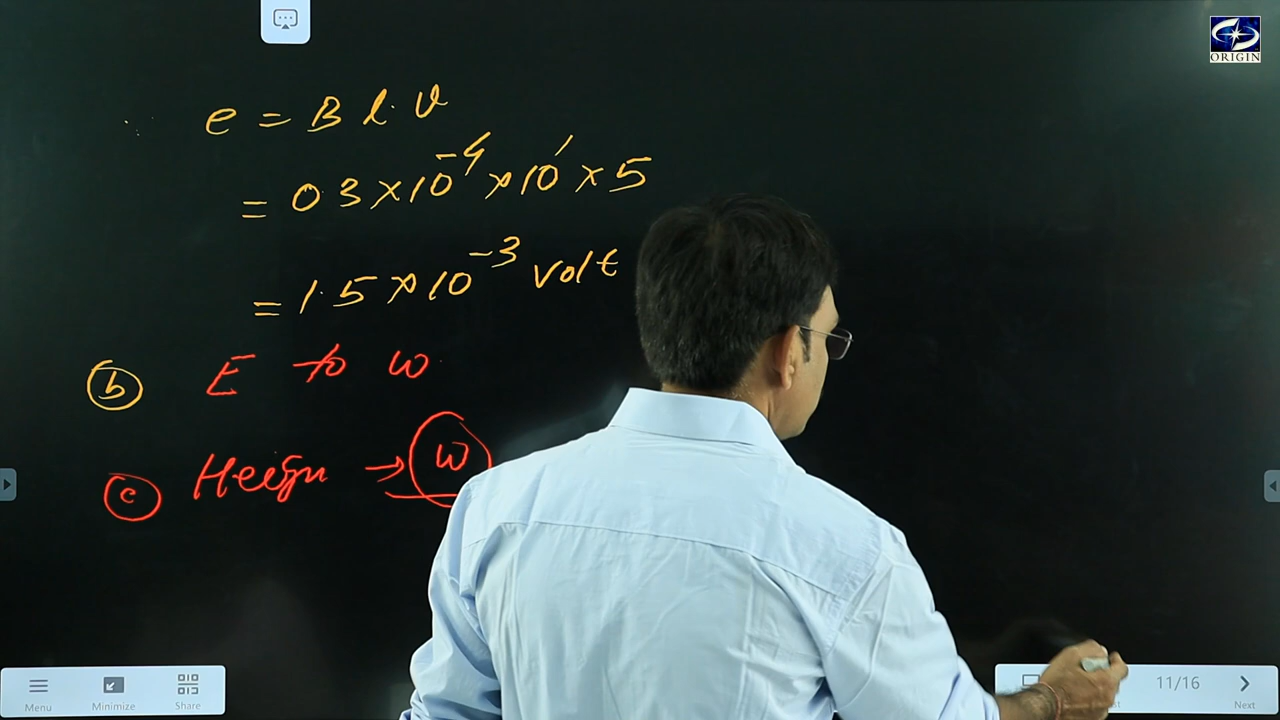 ORIGIN
e = B l. v
= 0.3 × 10⁻⁴ × 10¹ × 5
= 1.5 × 10⁻³ volt
(b) E to W
(c) → W
Menu Minimize Share
11/16 Next